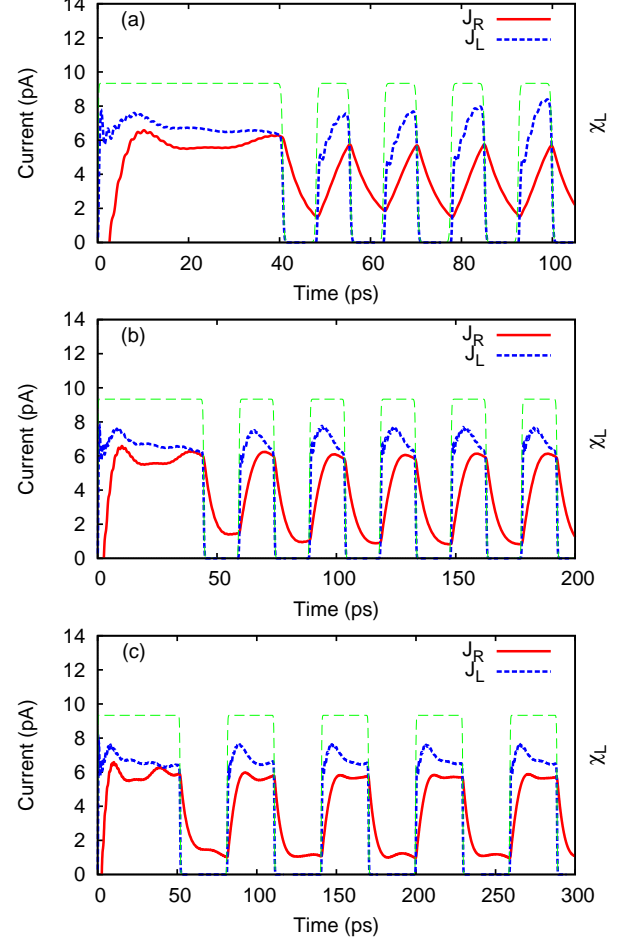 (a)
J_R
J_L
Current (pA)
χ_L
14
12
10
8
6
4
2
0
0 20 40 60 80 100
Time (ps)
(b)
J_R
J_L
Current (pA)
χ_L
14
12
10
8
6
4
2
0
0 50 100 150 200
Time (ps)
(c)
J_R
J_L
Current (pA)
χ_L
14
12
10
8
6
4
2
0
0 50 100 150 200 250 300
Time (ps)